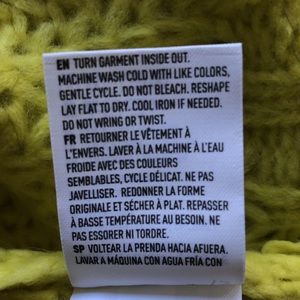 EN TURN GARMENT INSIDE OUT.
MACHINE WASH COLD WITH LIKE COLORS,
GENTLE CYCLE. DO NOT BLEACH. RESHAPE
LAY FLAT TO DRY. COOL IRON IF NEEDED.
DO NOT WRING OR TWIST.
FR RETOURNER LE VÊTEMENT À
L'ENVERS. LAVER À LA MACHINE À L'EAU
FROIDE AVEC DES COULEURS
SEMBLABLES, CYCLE DÉLICAT. NE PAS
JAVELLISER. REDONNER LA FORME
ORIGINALE ET SÉCHER À PLAT. REPASSER
À BASSE TEMPÉRATURE AU BESOIN. NE
PAS ESSORER NI TORDRE.
SP VOLTEAR LA PRENDA HACIA AFUERA.
LAVAR A MÁQUINA CON AGUA FRÍA CON